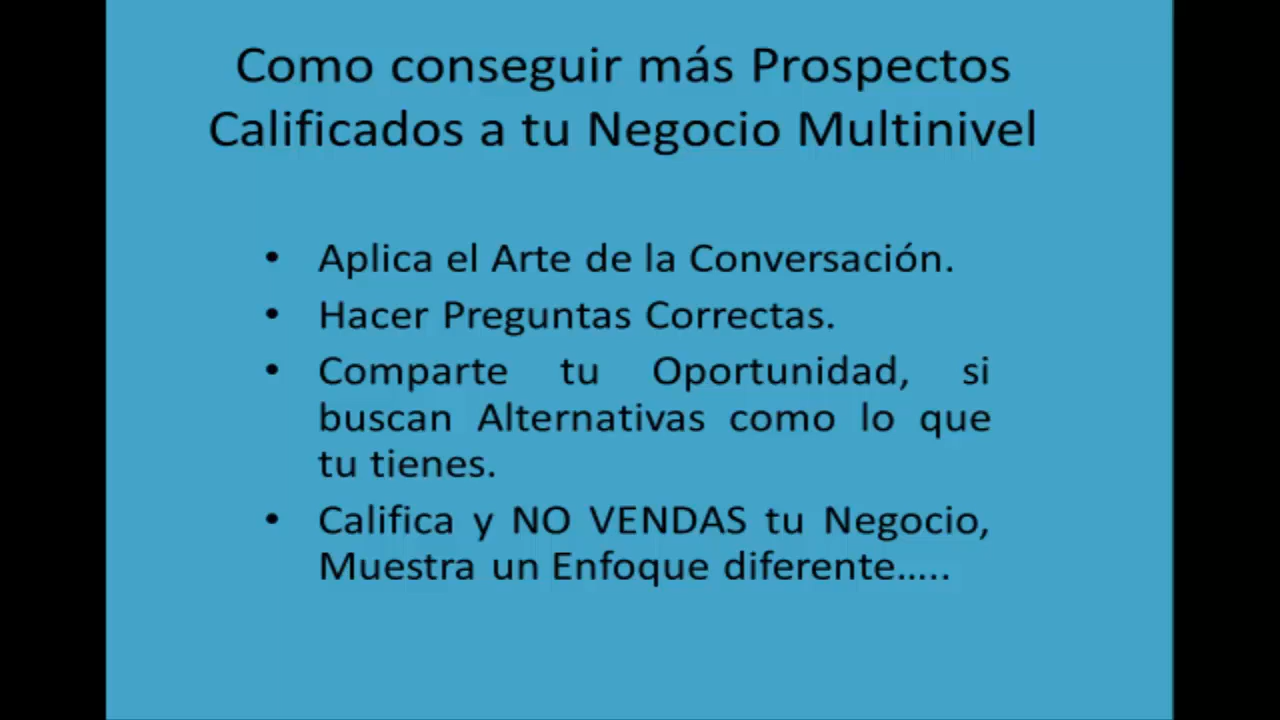 Como conseguir más Prospectos
Calificados a tu Negocio Multinivel
• Aplica el Arte de la Conversación.
• Hacer Preguntas Correctas.
• Comparte tu Oportunidad, si
buscan Alternativas como lo que
tu tienes.
• Califica y NO VENDAS tu Negocio,
Muestra un Enfoque diferente…..